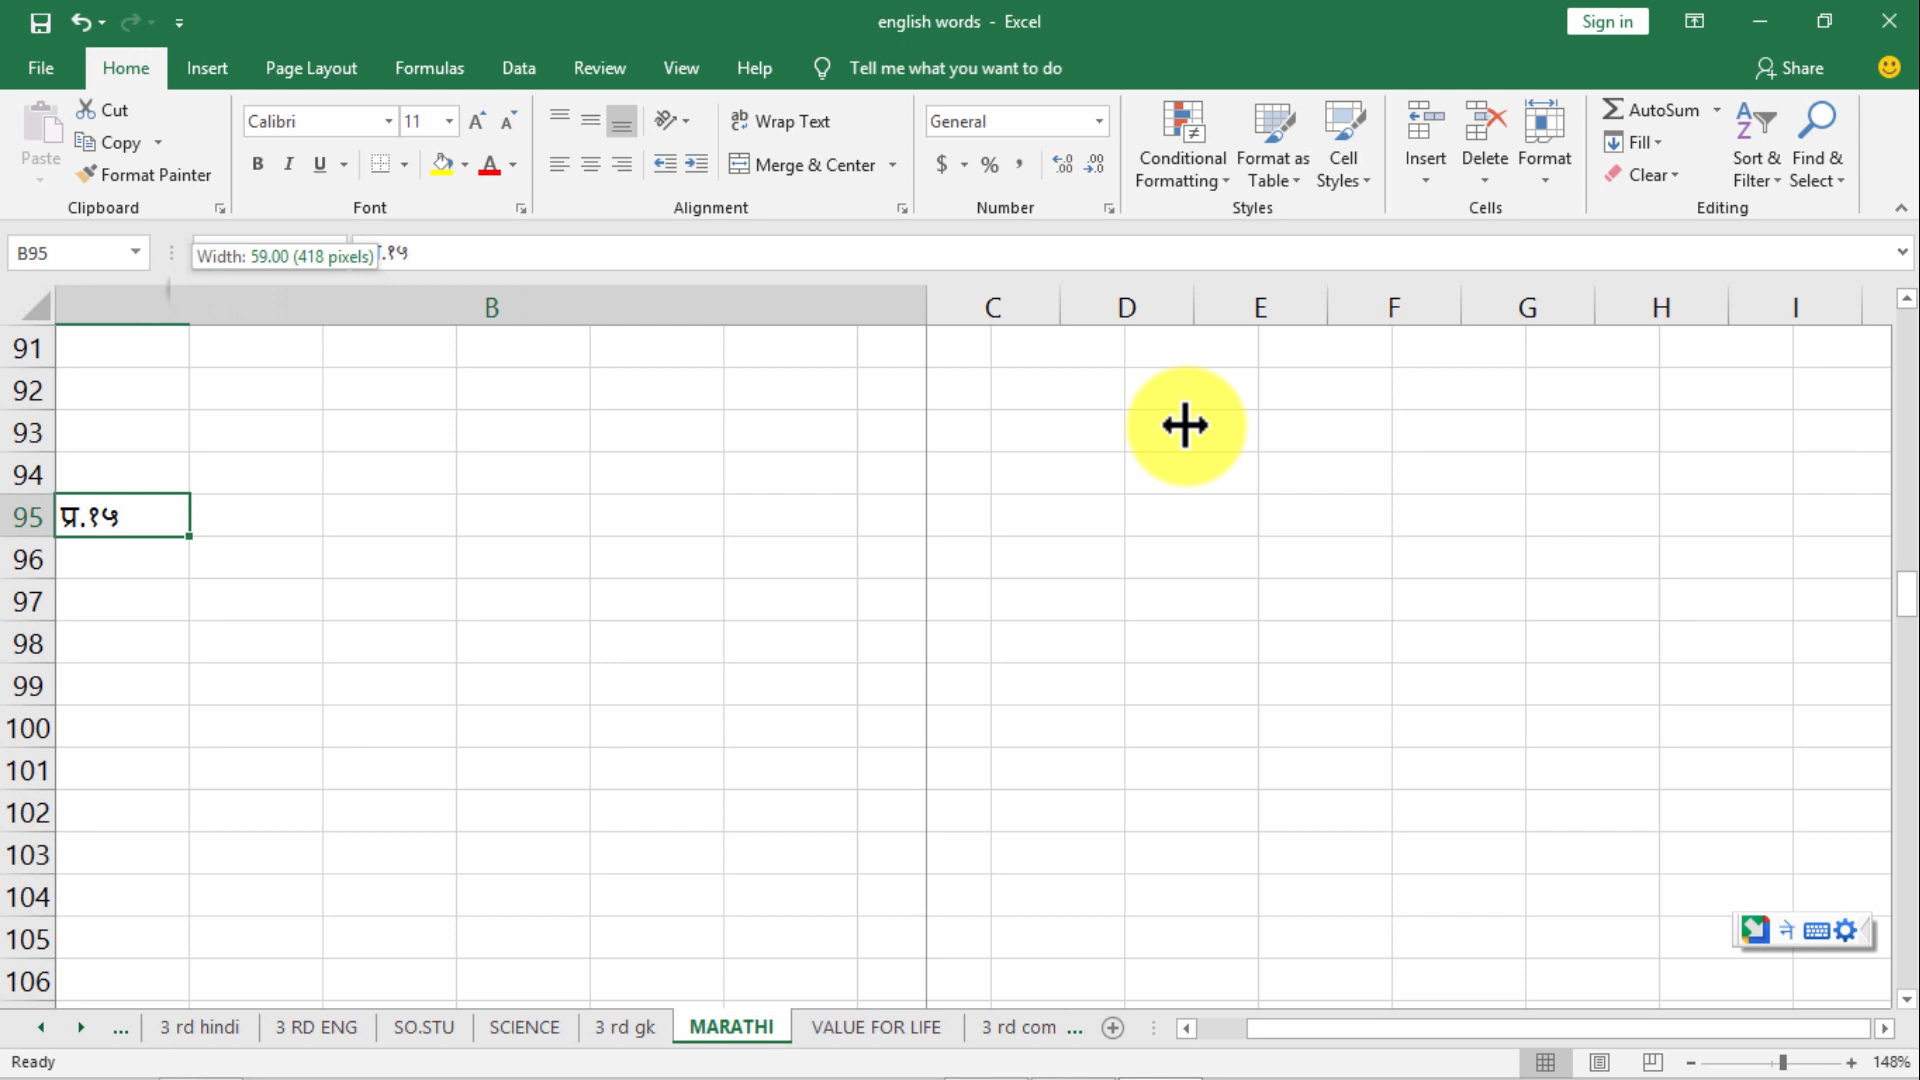 english words - Excel
Sign in
File Home Insert Page Layout Formulas Data Review View Help Tell me what you want to do Share
Paste Cut Copy Format Painter
Clipboard
Calibri 11
B I U A
Font
Wrap Text
Merge & Center
Alignment
General
$ % ,
Number
Conditional Formatting
Format as Table
Cell Styles
Styles
Insert Delete Format
Cells
AutoSum
Fill
Clear
Sort & Filter
Find & Select
Editing
B95 Width: 59.00 (418 pixels) .१५
B C D E F G H I
91
92
93
94
95 प्र.१५
96
97
98
99
100
101
102
103
104
105 ने
106
... 3 rd hindi 3 RD ENG SO.STU SCIENCE 3 rd gk MARATHI VALUE FOR LIFE 3 rd com ...
Ready 148%